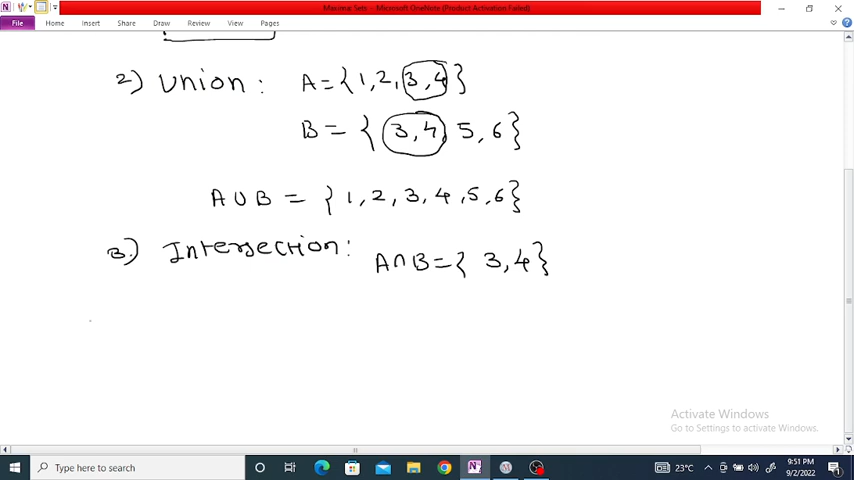 Maxima: Sets – Microsoft OneNote (Product Activation Failed)
File Home Insert Share Draw Review View Pages
2) Union: A={1,2,3,4}
B = { 3,4, 5,6}
A∪B = {1,2,3,4,5,6}
3.) Intersection: A∩B={ 3,4}
Activate Windows
Go to Settings to activate Windows.
Type here to search
23°C
9:51 PM
9/2/2022